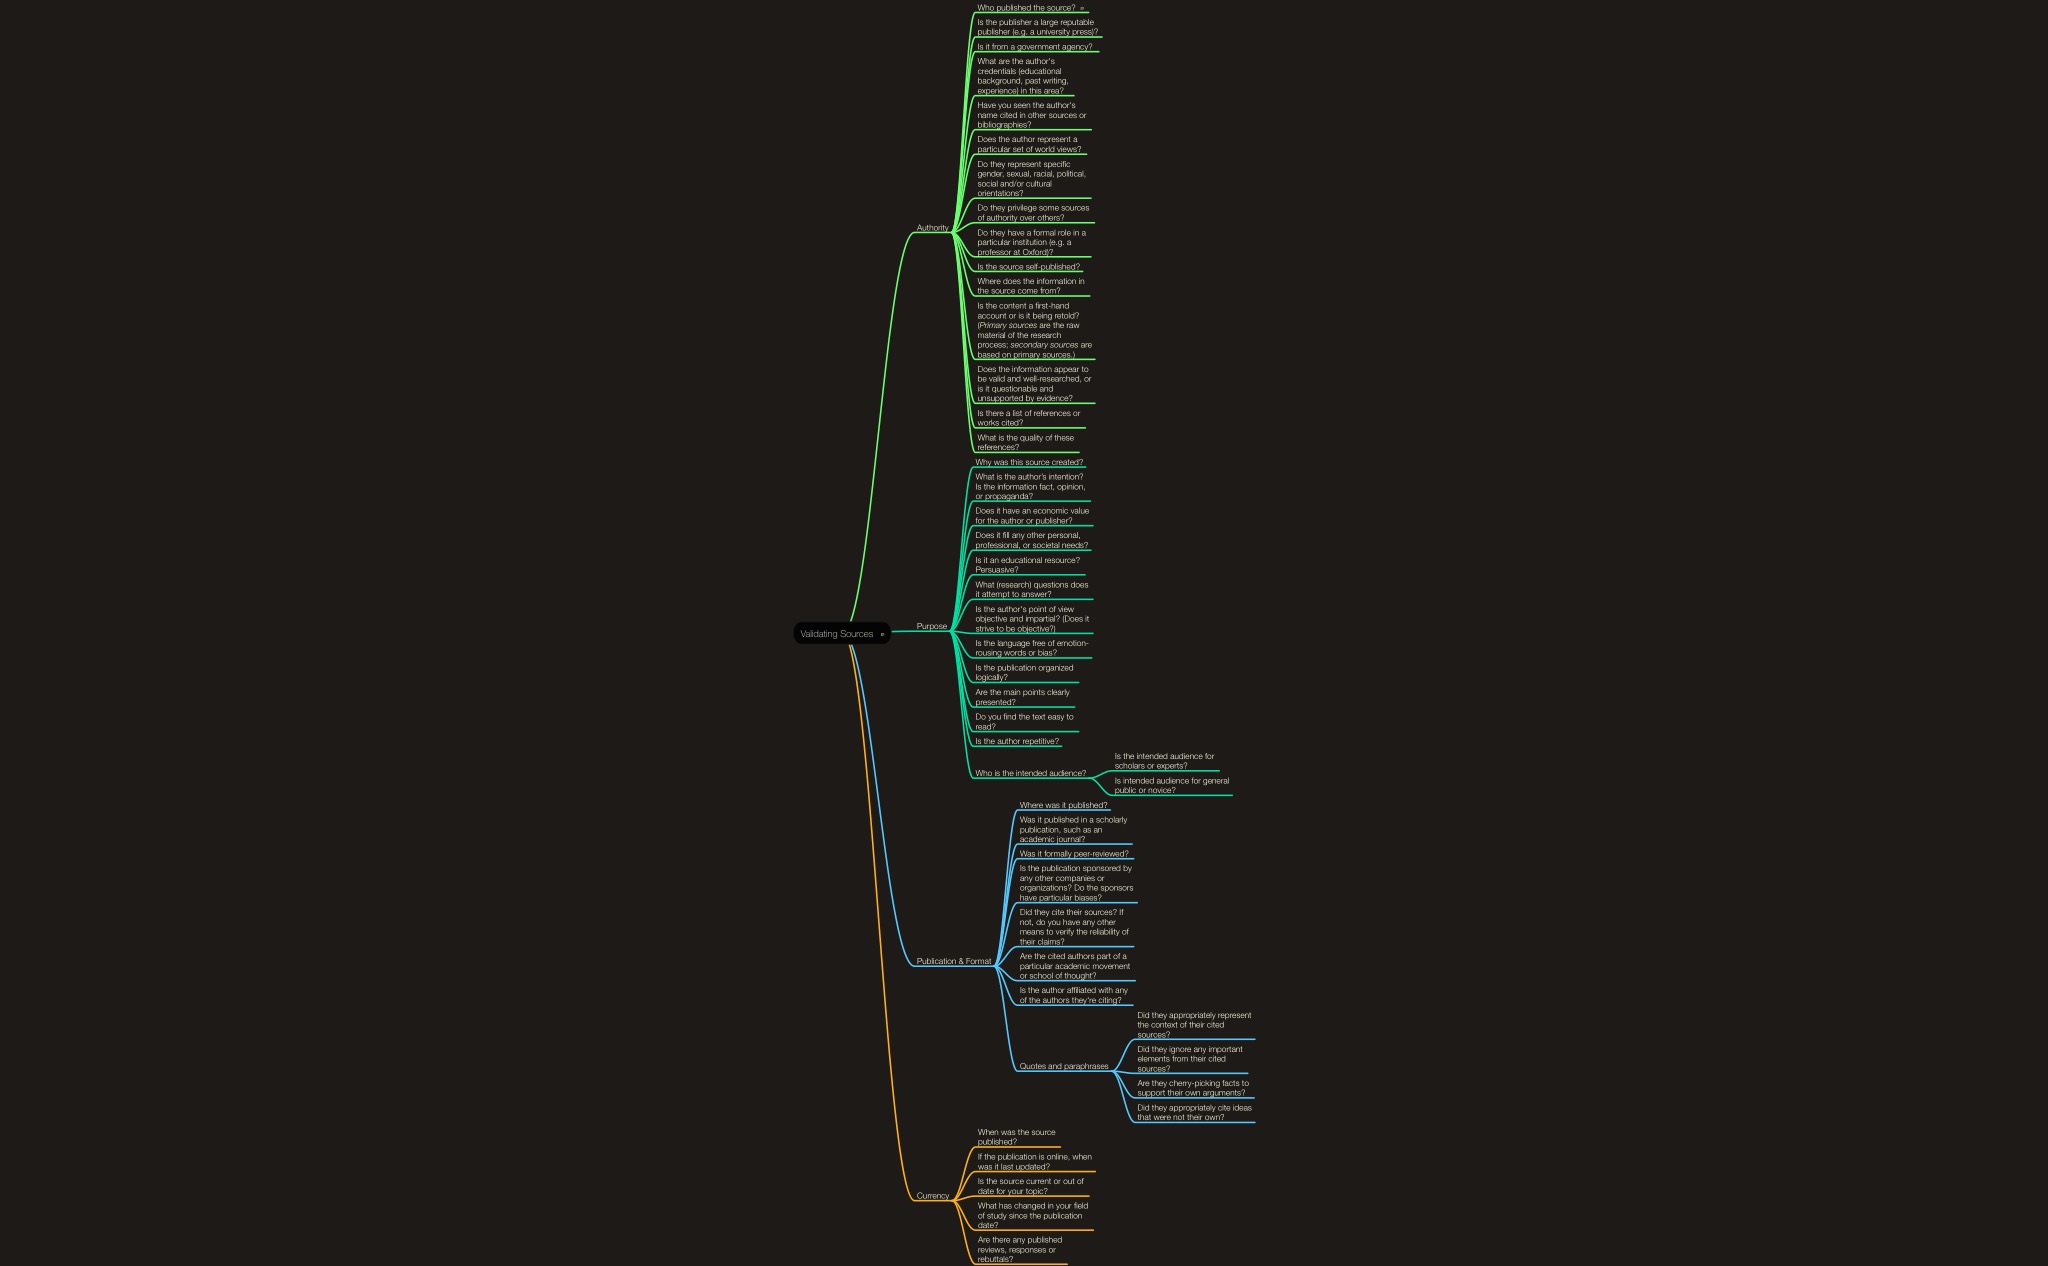 Who published the source?
Is the publisher a large reputable
publisher (e.g. a university press)?
Is it from a government agency?
What are the author's
credentials (educational
background, past writing,
experience) in this area?
Have you seen the author's
name cited in other sources or
bibliographies?
Does the author represent a
particular set of world views?
Do they represent specific
gender, sexual, racial, political,
social and/or cultural
orientations?
Do they privilege some sources
of authority over others?
Authority
Do they have a formal role in a
particular institution (e.g. a
professor at Oxford)?
Is the source self-published?
Where does the information in
the source come from?
Is the content a first-hand
account or is it being retold?
(Primary sources are the raw
material of the research
process; secondary sources are
based on primary sources.)
Does the information appear to
be valid and well-researched, or
is it questionable and
unsupported by evidence?
Is there a list of references or
works cited?
What is the quality of these
references?
Why was this source created?
What is the author's intention?
Is the information fact, opinion,
or propaganda?
Does it have an economic value
for the author or publisher?
Does it fill any other personal,
professional, or societal needs?
Is it an educational resource?
Persuasive?
What (research) questions does
it attempt to answer?
Is the author's point of view
objective and impartial? (Does it
strive to be objective?)
Purpose
Validating Sources
Is the language free of emotion-
rousing words or bias?
Is the publication organized
logically?
Are the main points clearly
presented?
Do you find the text easy to
read?
Is the author repetitive?
Who is the intended audience?
Is the intended audience for
scholars or experts?
Is intended audience for general
public or novice?
Where was it published?
Was it published in a scholarly
publication, such as an
academic journal?
Was it formally peer-reviewed?
Is the publication sponsored by
any other companies or
organizations? Do the sponsors
have particular biases?
Did they cite their sources? If
not, do you have any other
means to verify the reliability of
their claims?
Publication & Format
Are the cited authors part of a
particular academic movement
or school of thought?
Is the author affiliated with any
of the authors they're citing?
Quotes and paraphrases
Did they appropriately represent
the context of their cited
sources?
Did they ignore any important
elements from their cited
sources?
Are they cherry-picking facts to
support their own arguments?
Did they appropriately cite ideas
that were not their own?
When was the source
published?
If the publication is online, when
was it last updated?
Is the source current or out of
date for your topic?
Currency
What has changed in your field
of study since the publication
date?
Are there any published
reviews, responses or
rebuttals?